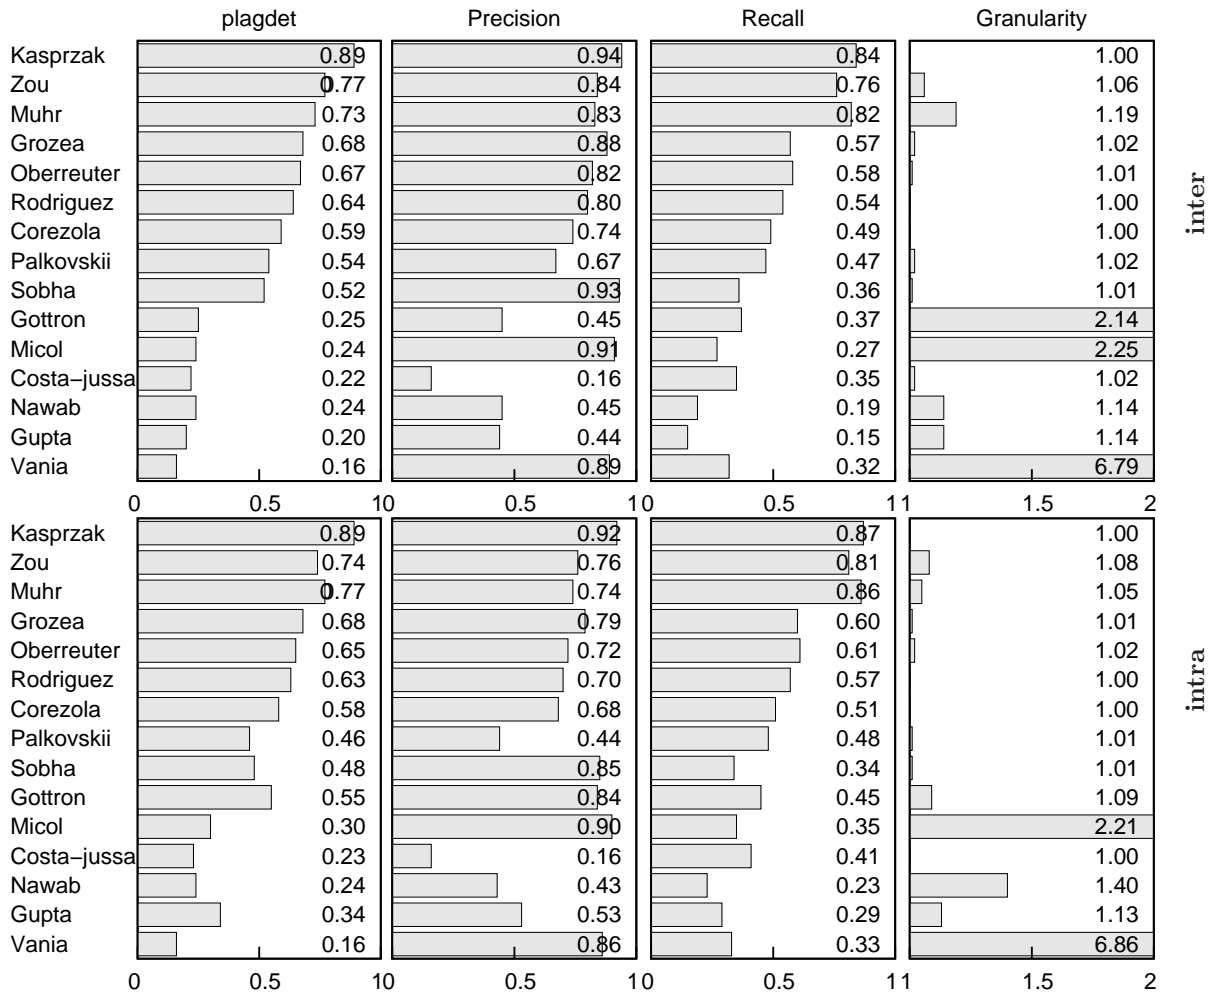 plagdet Precision Recall Granularity
Kasprzak 0.89 0.94 0.84 1.00
Zou 0.77 0.84 0.76 1.06
Muhr 0.73 0.83 0.82 1.19
Grozea 0.68 0.88 0.57 1.02
Oberreuter 0.67 0.82 0.58 1.01
Rodriguez 0.64 0.80 0.54 1.00
Corezola 0.59 0.74 0.49 1.00
Palkovskii 0.54 0.67 0.47 1.02
Sobha 0.52 0.93 0.36 1.01
Gottron 0.25 0.45 0.37 2.14
Micol 0.24 0.91 0.27 2.25
Costa−jussa 0.22 0.16 0.35 1.02
Nawab 0.24 0.45 0.19 1.14
Gupta 0.20 0.44 0.15 1.14
Vania 0.16 0.89 0.32 6.79
inter
0 0.5 1 0 0.5 1 0 0.5 1 1 1.5 2
Kasprzak 0.89 0.92 0.87 1.00
Zou 0.74 0.76 0.81 1.08
Muhr 0.77 0.74 0.86 1.05
Grozea 0.68 0.79 0.60 1.01
Oberreuter 0.65 0.72 0.61 1.02
Rodriguez 0.63 0.70 0.57 1.00
Corezola 0.58 0.68 0.51 1.00
Palkovskii 0.46 0.44 0.48 1.01
Sobha 0.48 0.85 0.34 1.01
Gottron 0.55 0.84 0.45 1.09
Micol 0.30 0.90 0.35 2.21
Costa−jussa 0.23 0.16 0.41 1.00
Nawab 0.24 0.43 0.23 1.40
Gupta 0.34 0.53 0.29 1.13
Vania 0.16 0.86 0.33 6.86
intra
0 0.5 1 0 0.5 1 0 0.5 1 1 1.5 2